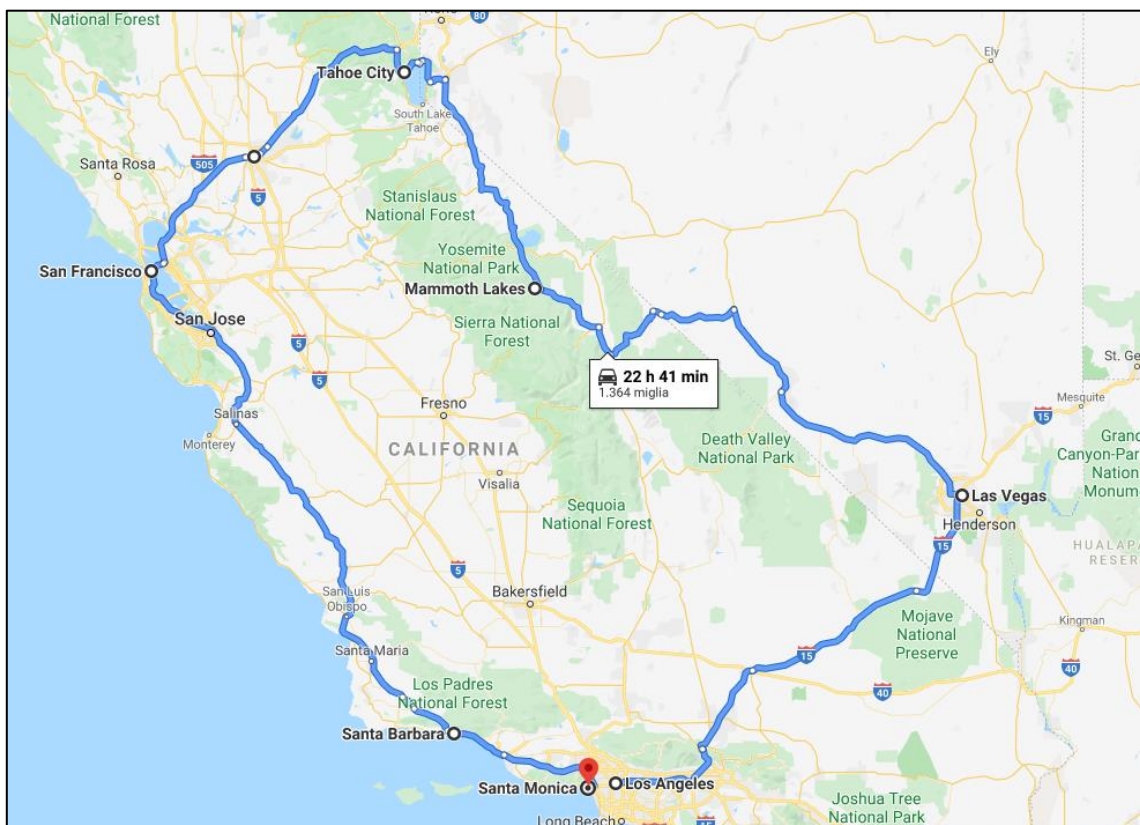 National Forest
80
Ely
Tahoe City
South Lake
Tahoe
Santa Rosa
505
5
Stanislaus
National Forest
Yosemite
National Park
San Francisco
Mammoth Lakes
San Jose
Sierra National
Forest
5
5
22 h 41 min
1.364 miglia
St. Ge
Mesquite
15
Salinas
Monterey
Fresno
CALIFORNIA
Visalia
Death Valley
National Park
Grand
Canyon-Par
Nation
Monum
Las Vegas
Henderson
Sequoia
National Forest
5
15
HUALAPA
RESER
San Luis
Obispo
Bakersfield
Mojave
National
Preserve
Kingman
Santa Maria
15
40
40
Los Padres
National Forest
Santa Barbara
Santa Monica
Los Angeles
Long Beach
15
Joshua Tree
National Park